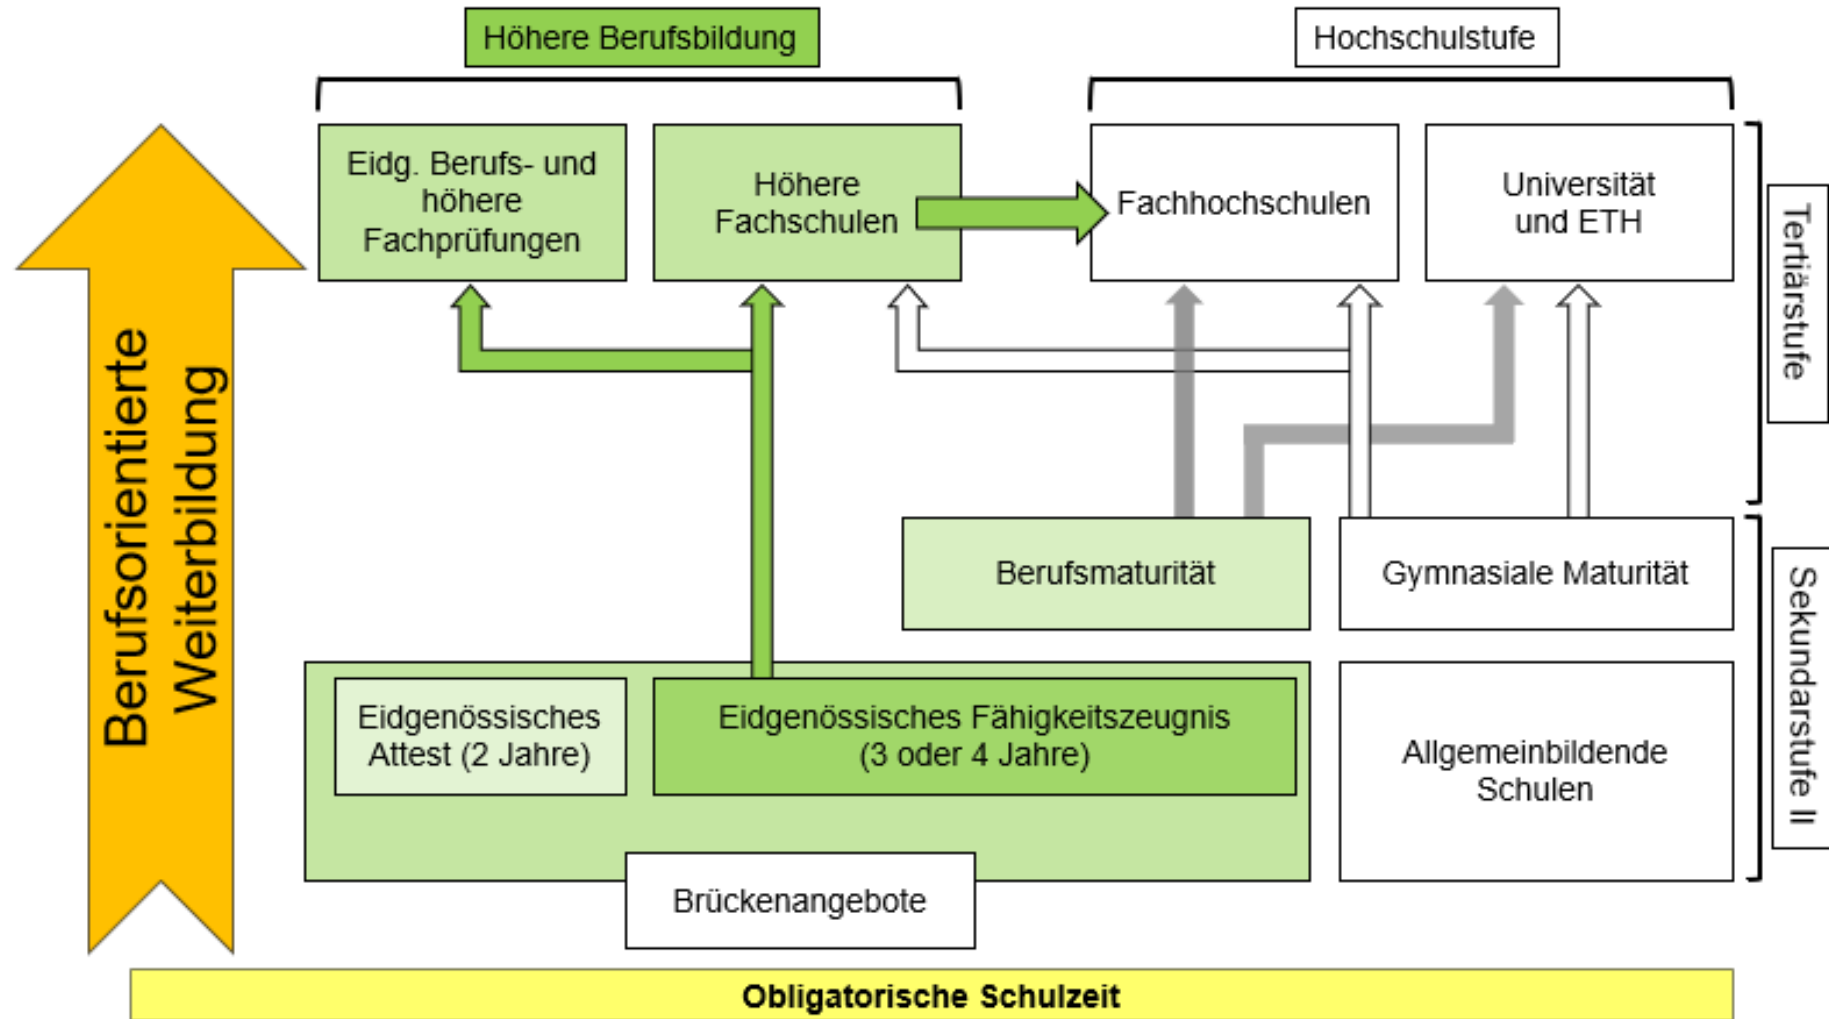 Höhere Berufsbildung
Hochschulstufe
Eidg. Berufs- und
höhere
Fachprüfungen
Höhere
Fachschulen
Fachhochschulen
Universität
und ETH
Tertiärstufe
Berufsorientierte
Weiterbildung
Berufsmaturität
Gymnasiale Maturität
Sekundarstufe II
Eidgenössisches
Attest (2 Jahre)
Eidgenössisches Fähigkeitszeugnis
(3 oder 4 Jahre)
Allgemeinbildende
Schulen
Brückenangebote
Obligatorische Schulzeit